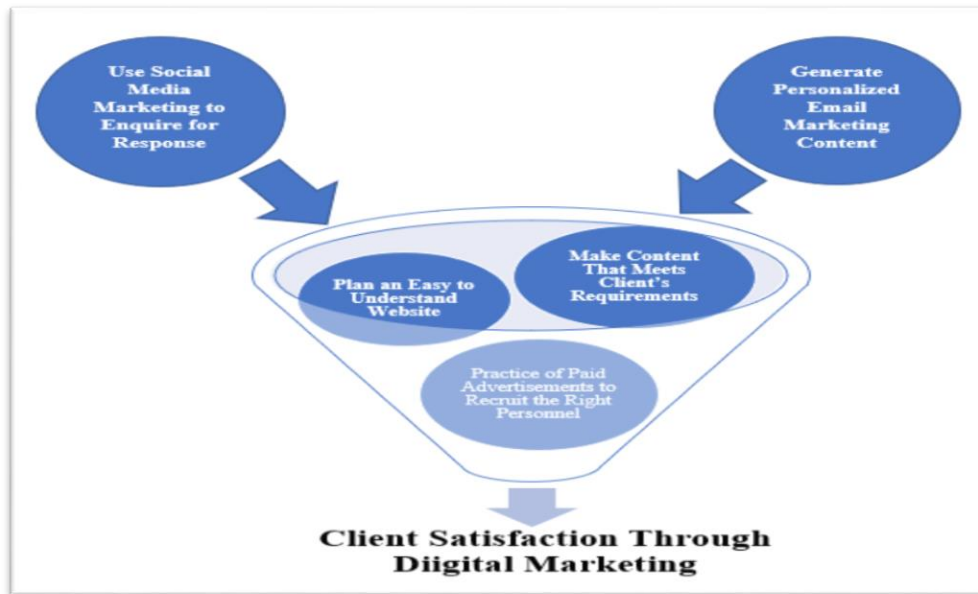 Use Social
Media
Marketing to
Enquire for
Response
Generate
Personalized
Email
Marketing
Content
Plan an Easy to
Understand
Website
Make Content
That Meets
Client's
Requirements
Practice of Paid
Advertisements to
Recruit the Right
Personnel
Client Satisfaction Through
Diigital Marketing